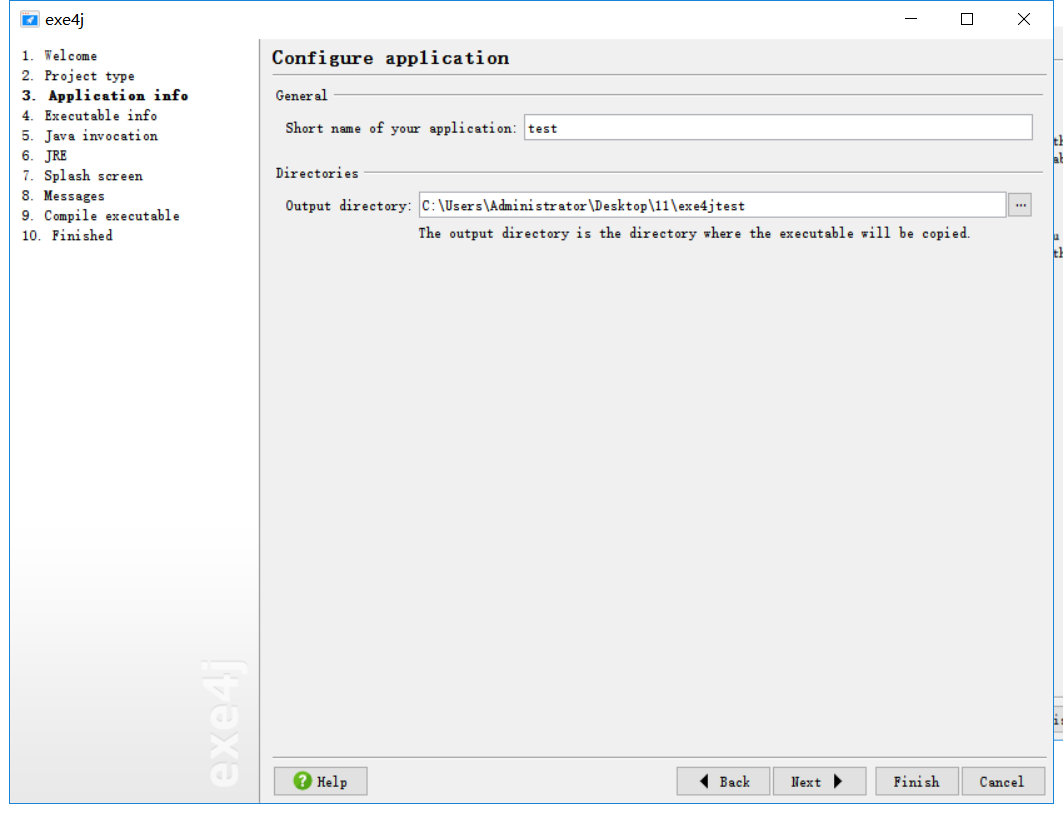 exe4j
1. Welcome
2. Project type
3. Application info
4. Executable info
5. Java invocation
6. JRE
7. Splash screen
8. Messages
9. Compile executable
10. Finished
Configure application
General
Short name of your application: test
Directories
Output directory: C:\Users\Administrator\Desktop\11\exe4jtest ...
The output directory is the directory where the executable will be copied.
exe4j
? Help
Back
Next
Finish
Cancel